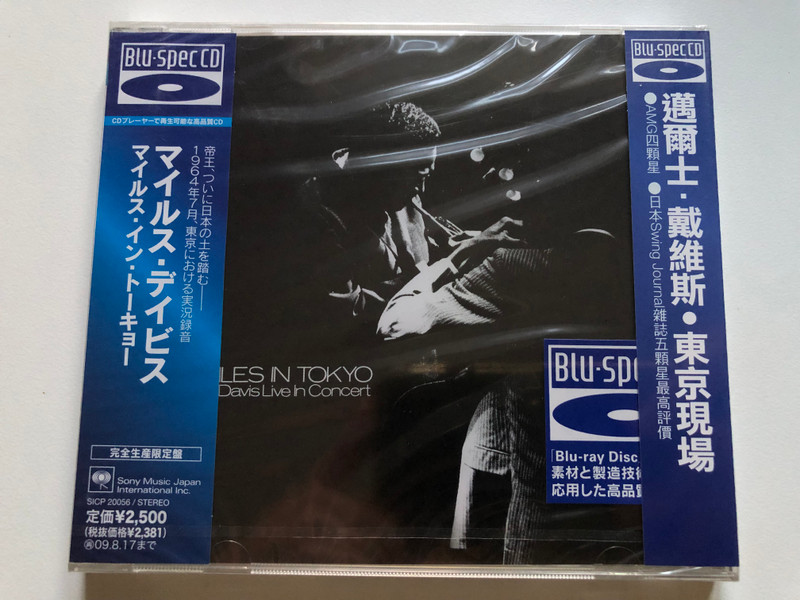 Blu-spec CD
CDプレーヤーで再生可能な高品質CD
帝王、ついに日本の土を踏む——
1964年7月、東京における実況録音
マイルス・デイビス
マイルス・イン・トーキョー
完全生産限定盤
Sony Music Japan
International Inc.
SICP 20056 / STEREO
定価¥2,500
(税抜価格¥2,381)
09.8.17まで
LES IN TOKYO
Davis Live In Concert
Blu-spe
「Blu-ray Disc
素材と製造技術
応用した高品質
Blu-spec CD
邁爾士・戴維斯●東京現場
●AMG四顆星 ●日本Swing Journal雜誌五顆星最高評價